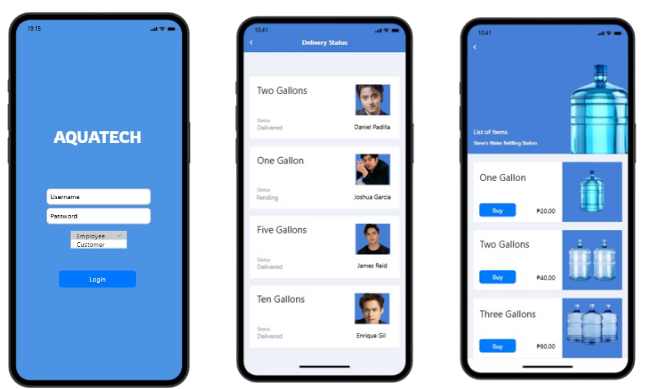 19:15
AQUATECH
Username
Password
Employee
Customer
Login
10:41
Delivery Status
Two Gallons
Status
Delivered
Daniel Padilla
One Gallon
Status
Pending
Joshua Garcia
Five Gallons
Status
Delivered
James Reid
Ten Gallons
Status
Delivered
Enrique Gil
10:41
List of Items
Steve's Water Refilling Station
One Gallon
Buy ₱20.00
Two Gallons
Buy ₱40.00
Three Gallons
Buy ₱60.00